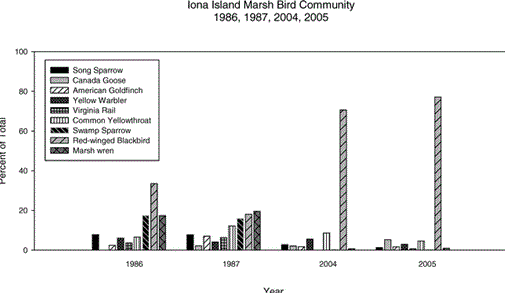 Iona Island Marsh Bird Community
1986, 1987, 2004, 2005
100
80
60
40
20
0
Percent of Total
Song Sparrow
Canada Goose
American Goldfinch
Yellow Warbler
Virginia Rail
Common Yellowthroat
Swamp Sparrow
Red-winged Blackbird
Marsh wren
1986
1987
2004
2005
Year